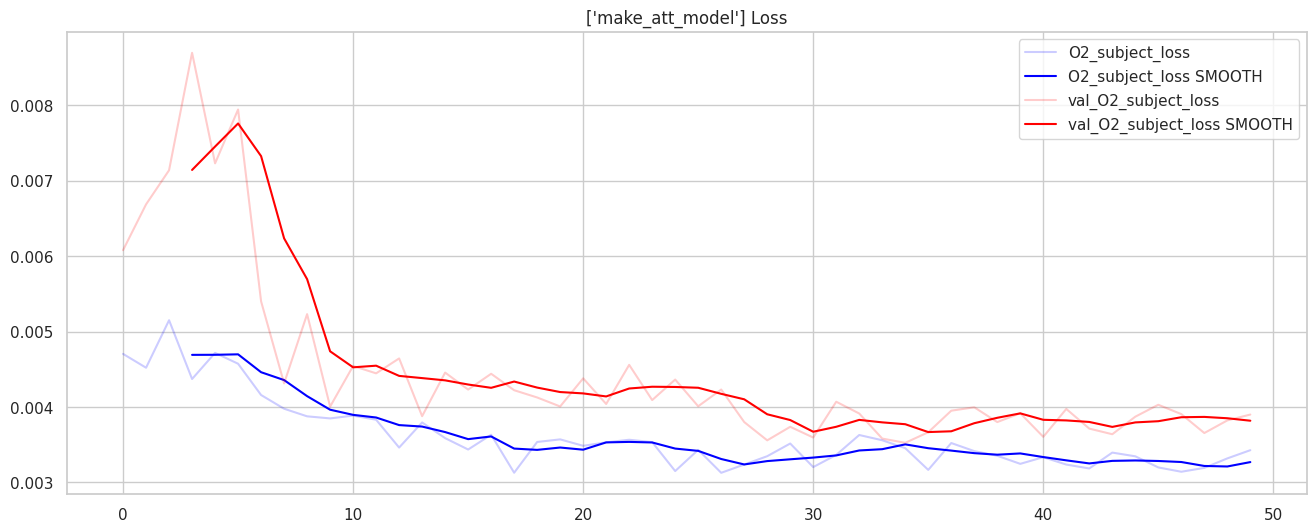 ['make_att_model'] Loss
O2_subject_loss
O2_subject_loss SMOOTH
val_O2_subject_loss
val_O2_subject_loss SMOOTH
0.008
0.007
0.006
0.005
0.004
0.003
0 10 20 30 40 50